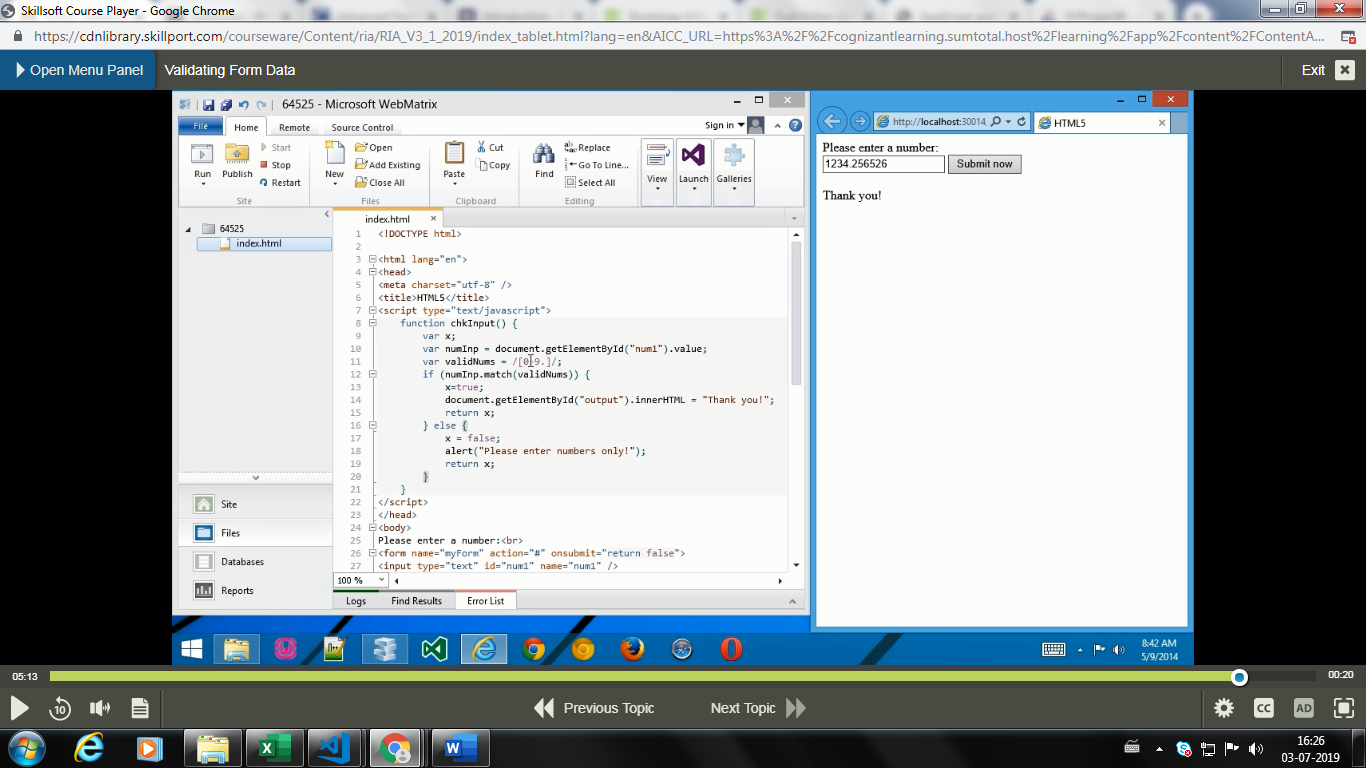 Skillsoft Course Player - Google Chrome
https://cdnlibrary.skillport.com/courseware/Content/ria/RIA_V3_1_2019/index_tablet.html?lang=en&AICC_URL=https%3A%2F%2Fcognizantlearning.sumtotal.host%2Flearning%2Fapp%2Fcontent%2FContentA...
Open Menu Panel
Validating Form Data
Exit
64525 - Microsoft WebMatrix
File
Home
Remote
Source Control
Sign in
Run
Publish
Start
Stop
Restart
Site
New
Open
Add Existing
Close All
Files
Paste
Cut
Copy
Clipboard
Find
Replace
Go To Line...
Select All
Editing
View
Launch
Galleries
64525
index.html
Site
Files
Databases
Reports
index.html
1 <!DOCTYPE html>
2
3 <html lang="en">
4 <head>
5 <meta charset="utf-8" />
6 <title>HTML5</title>
7 <script type="text/javascript">
8 function chkInput() {
9 var x;
10 var numInp = document.getElementById("num1").value;
11 var validNums = /[0-9.]/;
12 if (numInp.match(validNums)) {
13 x=true;
14 document.getElementById("output").innerHTML = "Thank you!";
15 return x;
16 } else {
17 x = false;
18 alert("Please enter numbers only!");
19 return x;
20 }
21 }
22 </script>
23 </head>
24 <body>
25 Please enter a number:<br>
26 <form name="myForm" action="#" onsubmit="return false">
27 <input type="text" id="num1" name="num1" />
100 %
Logs
Find Results
Error List
http://localhost:30014
HTML5
Please enter a number:
1234.256526
Submit now
Thank you!
8:42 AM
5/9/2014
05:13
00:20
10
Previous Topic
Next Topic
CC
AD
16:26
03-07-2019